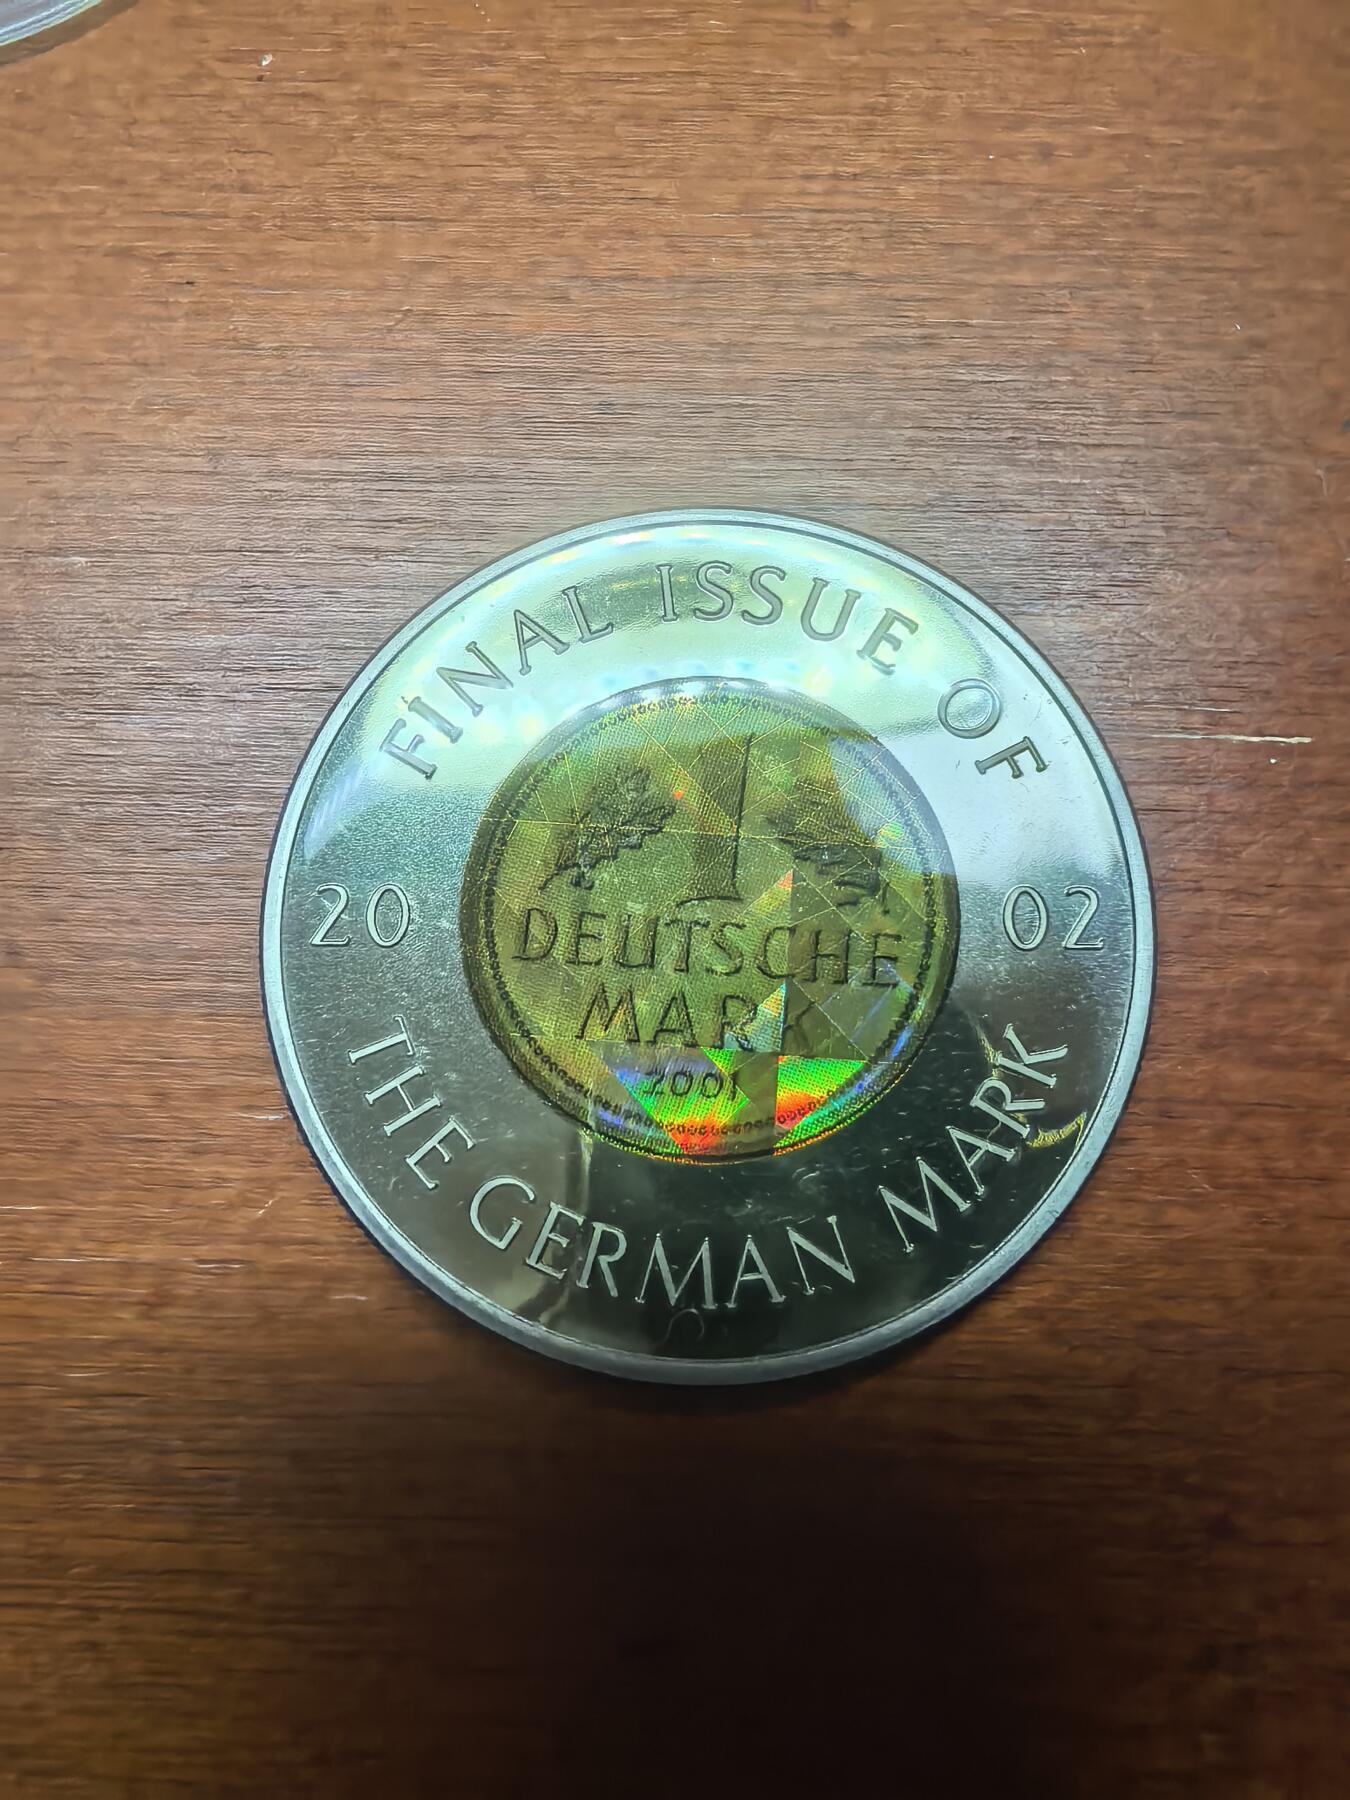 FINAL ISSUE OF
20 02
1
DEUTSCHE
MARK
2001
THE GERMAN MARK